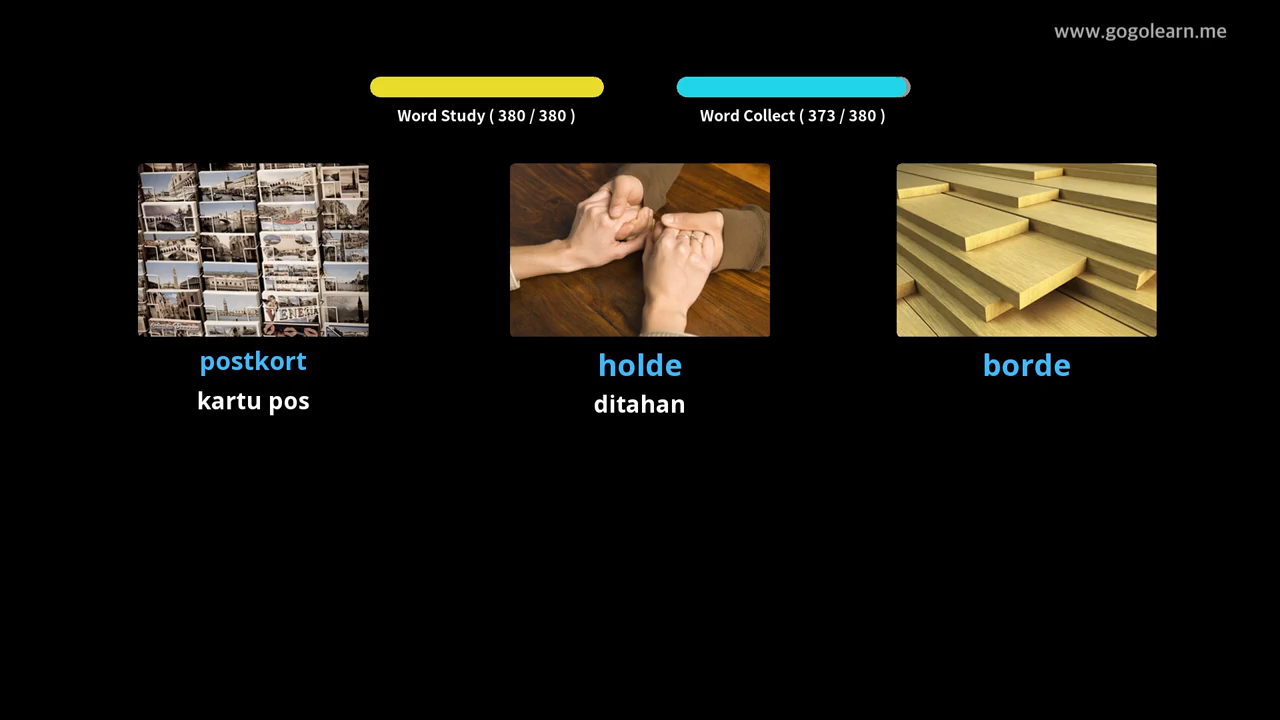 www.gogolearn.me
Word Study ( 380 / 380 )
Word Collect ( 373 / 380 )
postkort
kartu pos
holde
ditahan
borde